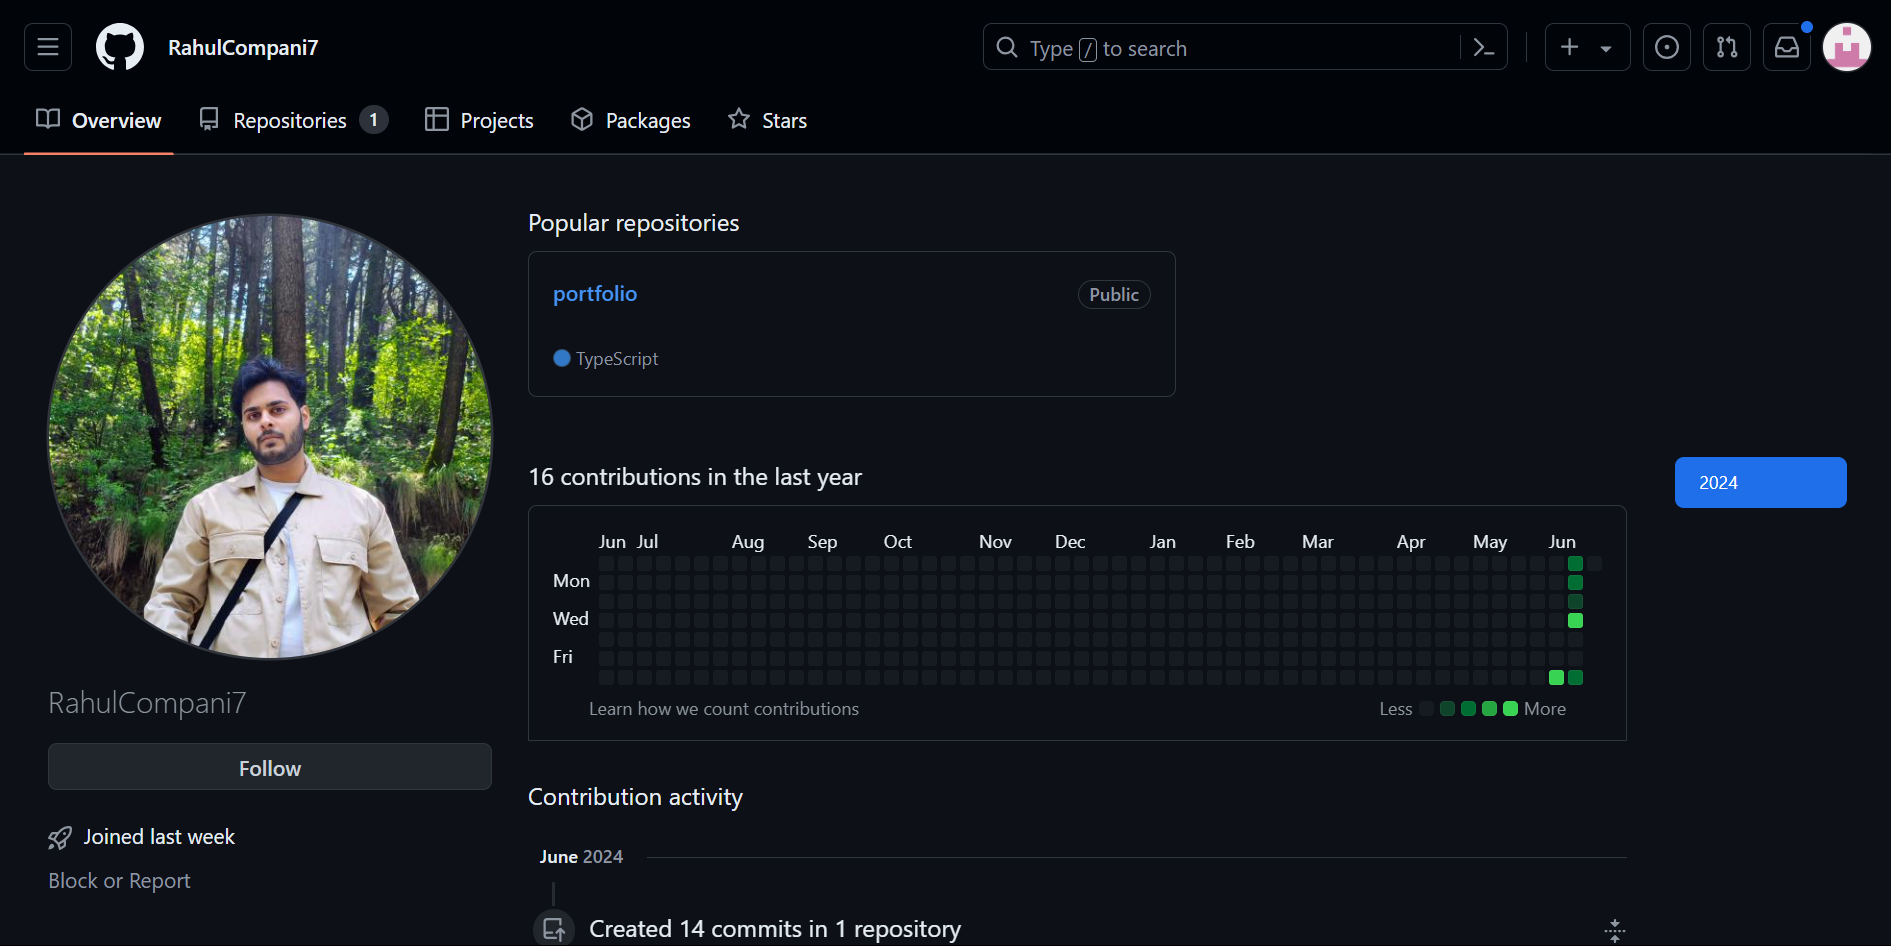 RahulCompani7
Type / to search
Overview
Repositories 1
Projects
Packages
Stars
Popular repositories
portfolio
Public
TypeScript
16 contributions in the last year
2024
Jun Jul Aug Sep Oct Nov Dec Jan Feb Mar Apr May Jun
Mon
Wed
Fri
Learn how we count contributions
Less More
RahulCompani7
Follow
Joined last week
Block or Report
Contribution activity
June 2024
Created 14 commits in 1 repository